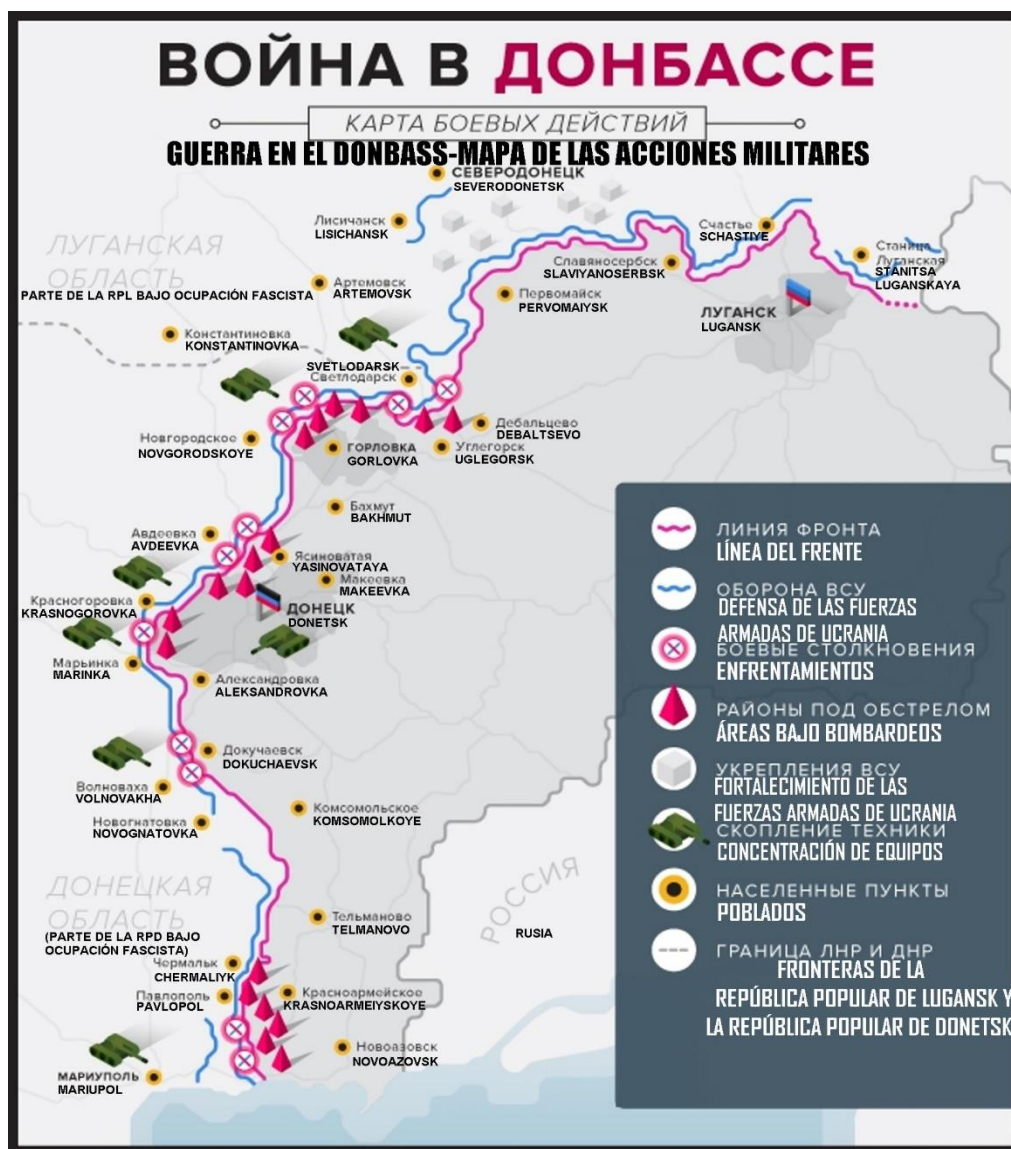 ВОЙНА В ДОНБАССЕ
КАРТА БОЕВЫХ ДЕЙСТВИЙ
GUERRA EN EL DONBASS-MAPA DE LAS ACCIONES MILITARES
СЕВЕРОДОНЕЦК
SEVERODONETSK
Лисичанск
LISICHANSK
Счастье
SCHASTIYE
ЛУГАНСКАЯ
ОБЛАСТЬ
Славяносербск
SLAVIYANOSERBSK
Станица
Луганская
STANITSA
LUGANSKAYA
PARTE DE LA RPL BAJO OCUPACIÓN FASCISTA
Артемовск
ARTEMOVSK
Первомайск
PERVOMAIYSK
ЛУГАНСК
LUGANSK
Константиновка
KONSTANTINOVKA
SVETLODARSK
Светлодарск
Дебальцево
DEBALTSEVO
Новгородское
NOVGORODSKOYE
ГОРЛОВКА
GORLOVKA
Углегорск
UGLEGORSK
Бахмут
BAKHMUT
Авдеевка
AVDEEVKA
Ясиноватая
YASINOVATAYA
Макеевка
MAKEEVKA
Красногоровка
KRASNOGOROVKA
ДОНЕЦК
DONETSK
Марьинка
MARINKA
Александровка
ALEKSANDROVKA
Докучаевск
DOKUCHAEVSK
Волноваха
VOLNOVAKHA
Новогнатовка
NOVOGNATOVKA
Комсомольское
KOMSOMOLKOYE
ДОНЕЦКАЯ
ОБЛАСТЬ
(PARTE DE LA RPD BAJO
OCUPACIÓN FASCISTA)
Тельманово
TELMANOVO
РОССИЯ
RUSIA
Чермальк
CHERMALIYK
Павлополь
PAVLOPOL
Красноармейское
KRASNOARMEIYSKOYE
Новоазовск
NOVOAZOVSK
МАРИУПОЛЬ
MARIUPOL
ЛИНИЯ ФРОНТА
LÍNEA DEL FRENTE
ОБОРОНА ВСУ
DEFENSA DE LAS FUERZAS
ARMADAS DE UCRANIA
БОЕВЫЕ СТОЛКНОВЕНИЯ
ENFRENTAMIENTOS
РАЙОНЫ ПОД ОБСТРЕЛОМ
ÁREAS BAJO BOMBARDEOS
УКРЕПЛЕНИЯ ВСУ
FORTALECIMIENTO DE LAS
FUERZAS ARMADAS DE UCRANIA
СКОПЛЕНИЕ ТЕХНИКИ
CONCENTRACIÓN DE EQUIPOS
НАСЕЛЕННЫЕ ПУНКТЫ
POBLADOS
ГРАНИЦА ЛНР И ДНР
FRONTERAS DE LA
REPÚBLICA POPULAR DE LUGANSK Y
LA REPÚBLICA POPULAR DE DONETSK